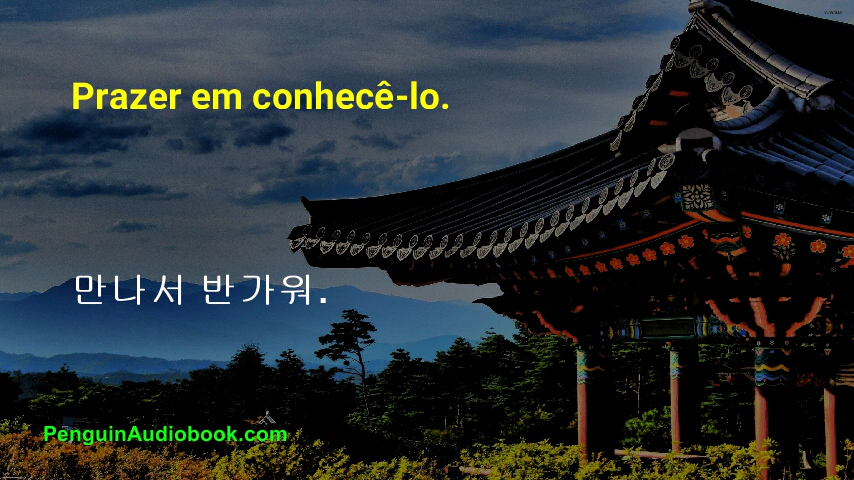 Prazer em conhecê-lo.
만나서 반가워.
PenguinAudiobook.com